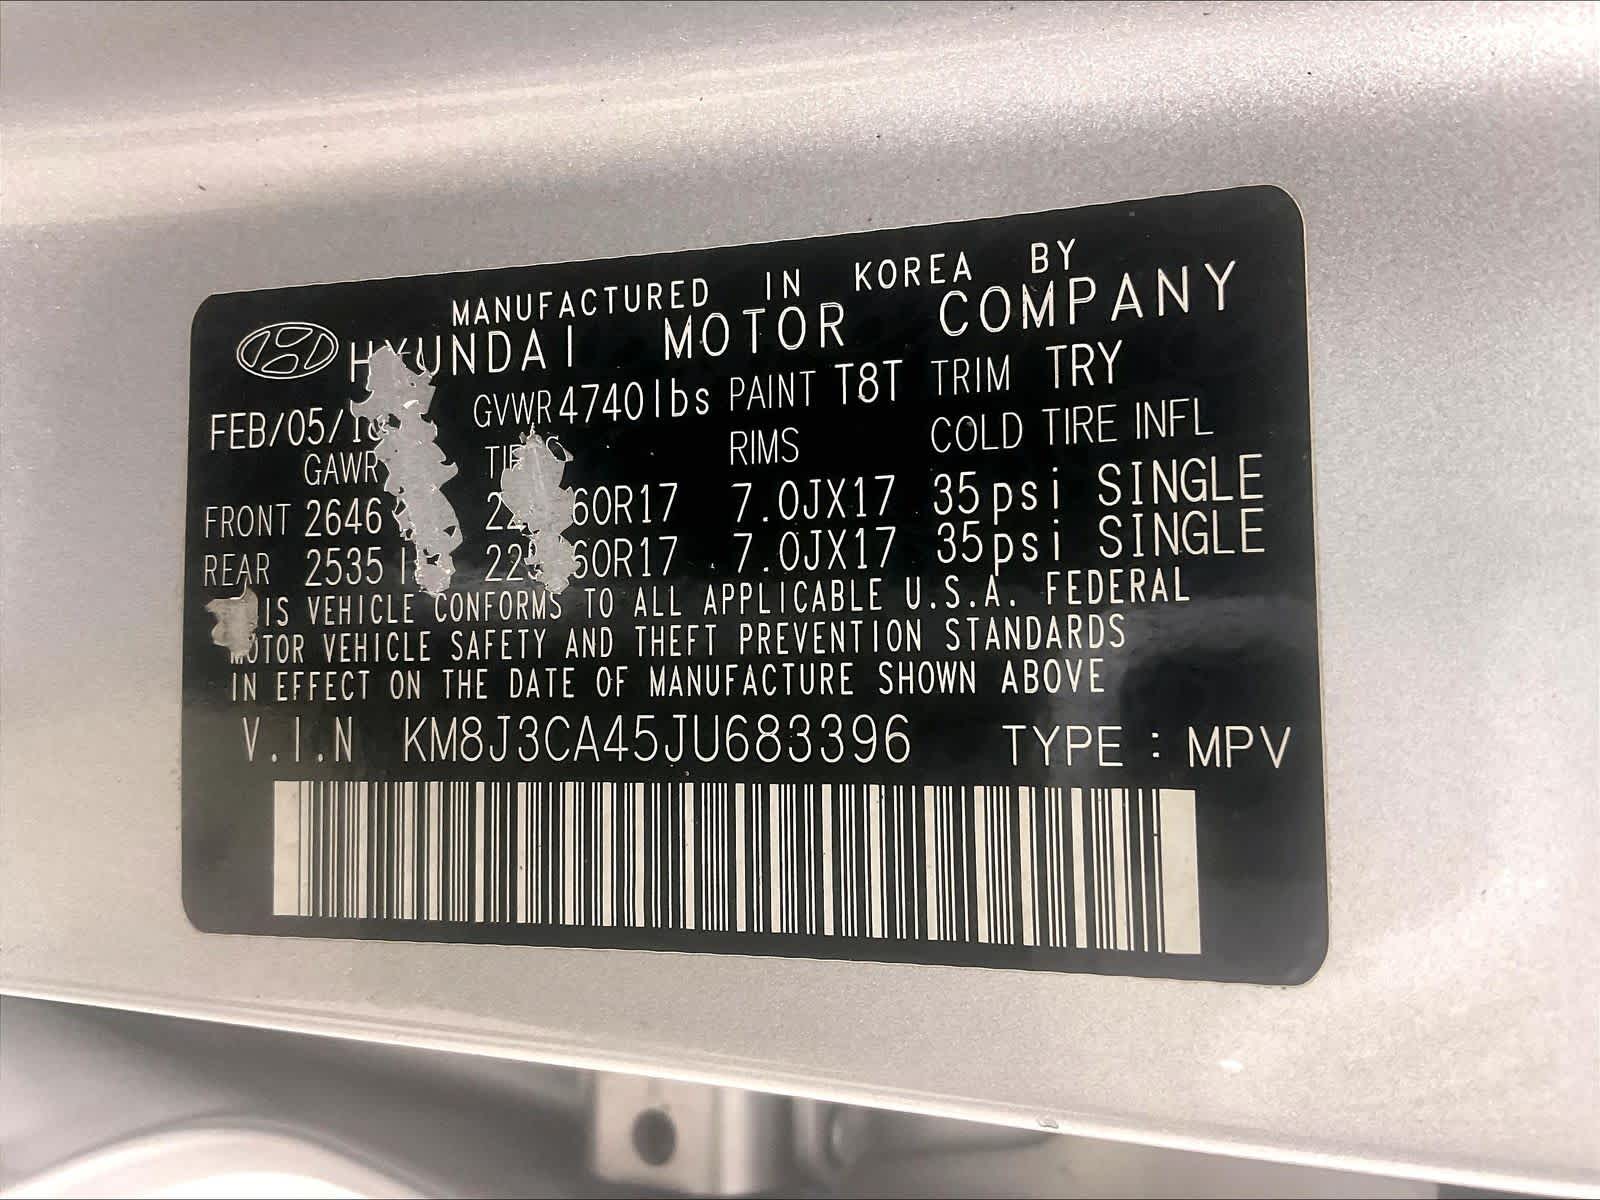 MANUFACTURED IN KOREA BY
HYUNDAI MOTOR COMPANY
GVWR 4740lbs PAINT T8T TRIM TRY
GAWR RIMS COLD TIRE INFL
FRONT 2646 7.0JX17 35psi SINGLE
REAR 2535 7.0JX17 35psi SINGLE
VEHICLE CONFORMS TO ALL APPLICABLE U.S.A. FEDERAL
MOTOR VEHICLE SAFETY AND THEFT PREVENTION STANDARDS
IN EFFECT ON THE DATE OF MANUFACTURE SHOWN ABOVE
V.I.N KM8J3CA45JU683396 TYPE : MPV